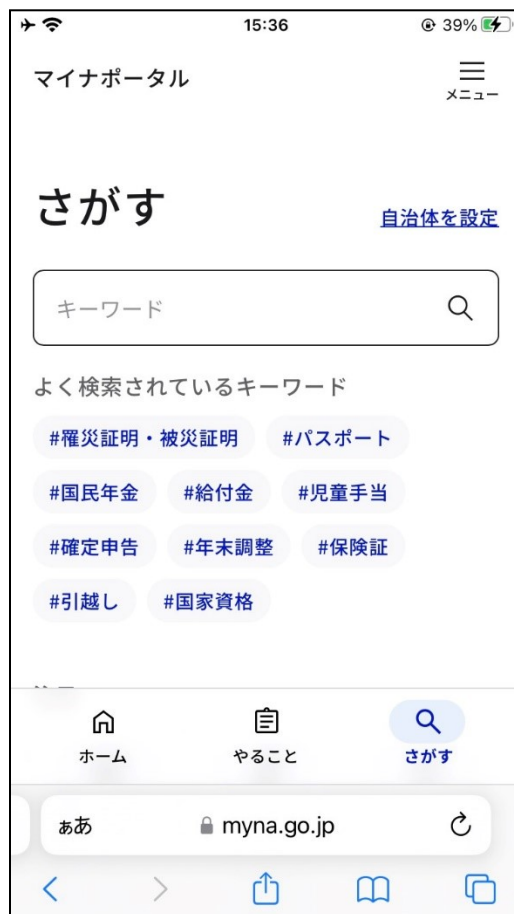 15:36
39%
マイナポータル
メニュー
さがす
自治体を設定
キーワード
よく検索されているキーワード
#罹災証明・被災証明 #パスポート
#国民年金 #給付金 #児童手当
#確定申告 #年末調整 #保険証
#引越し #国家資格
ホーム やること さがす
ぁあ myna.go.jp